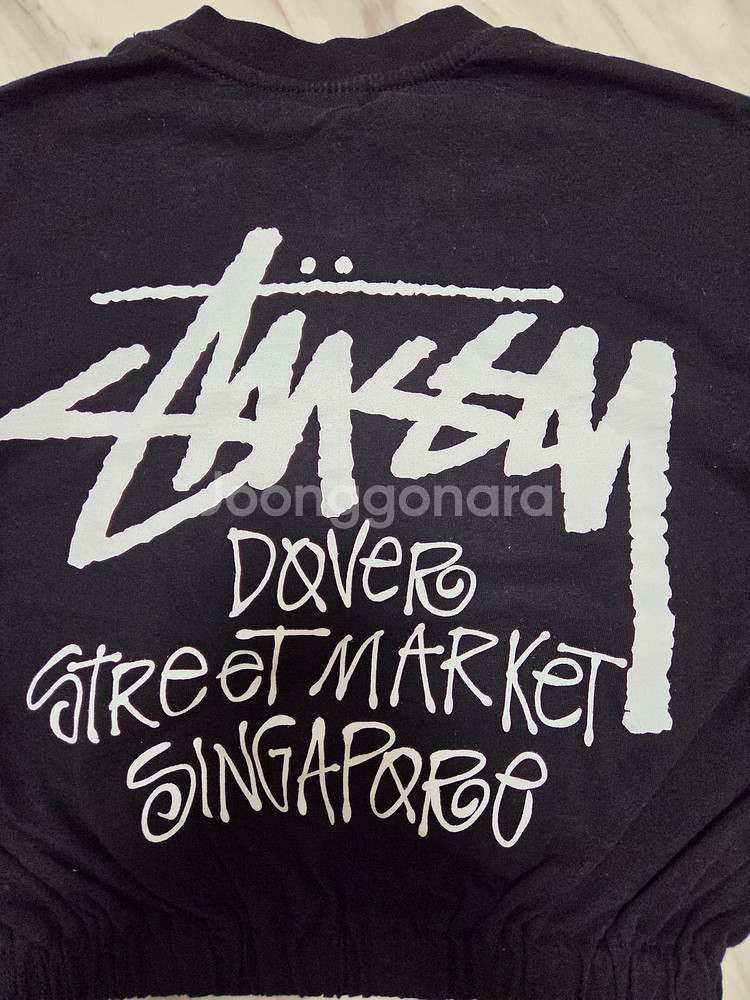 Stüssy
Joonggonara
DOVER
STREET MARKET
SINGAPORE